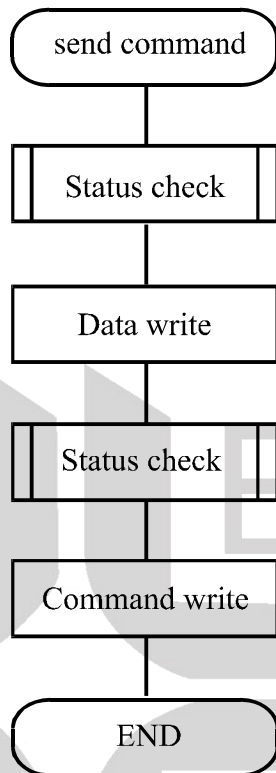 send command
Status check
Data write
Status check
Command write
END